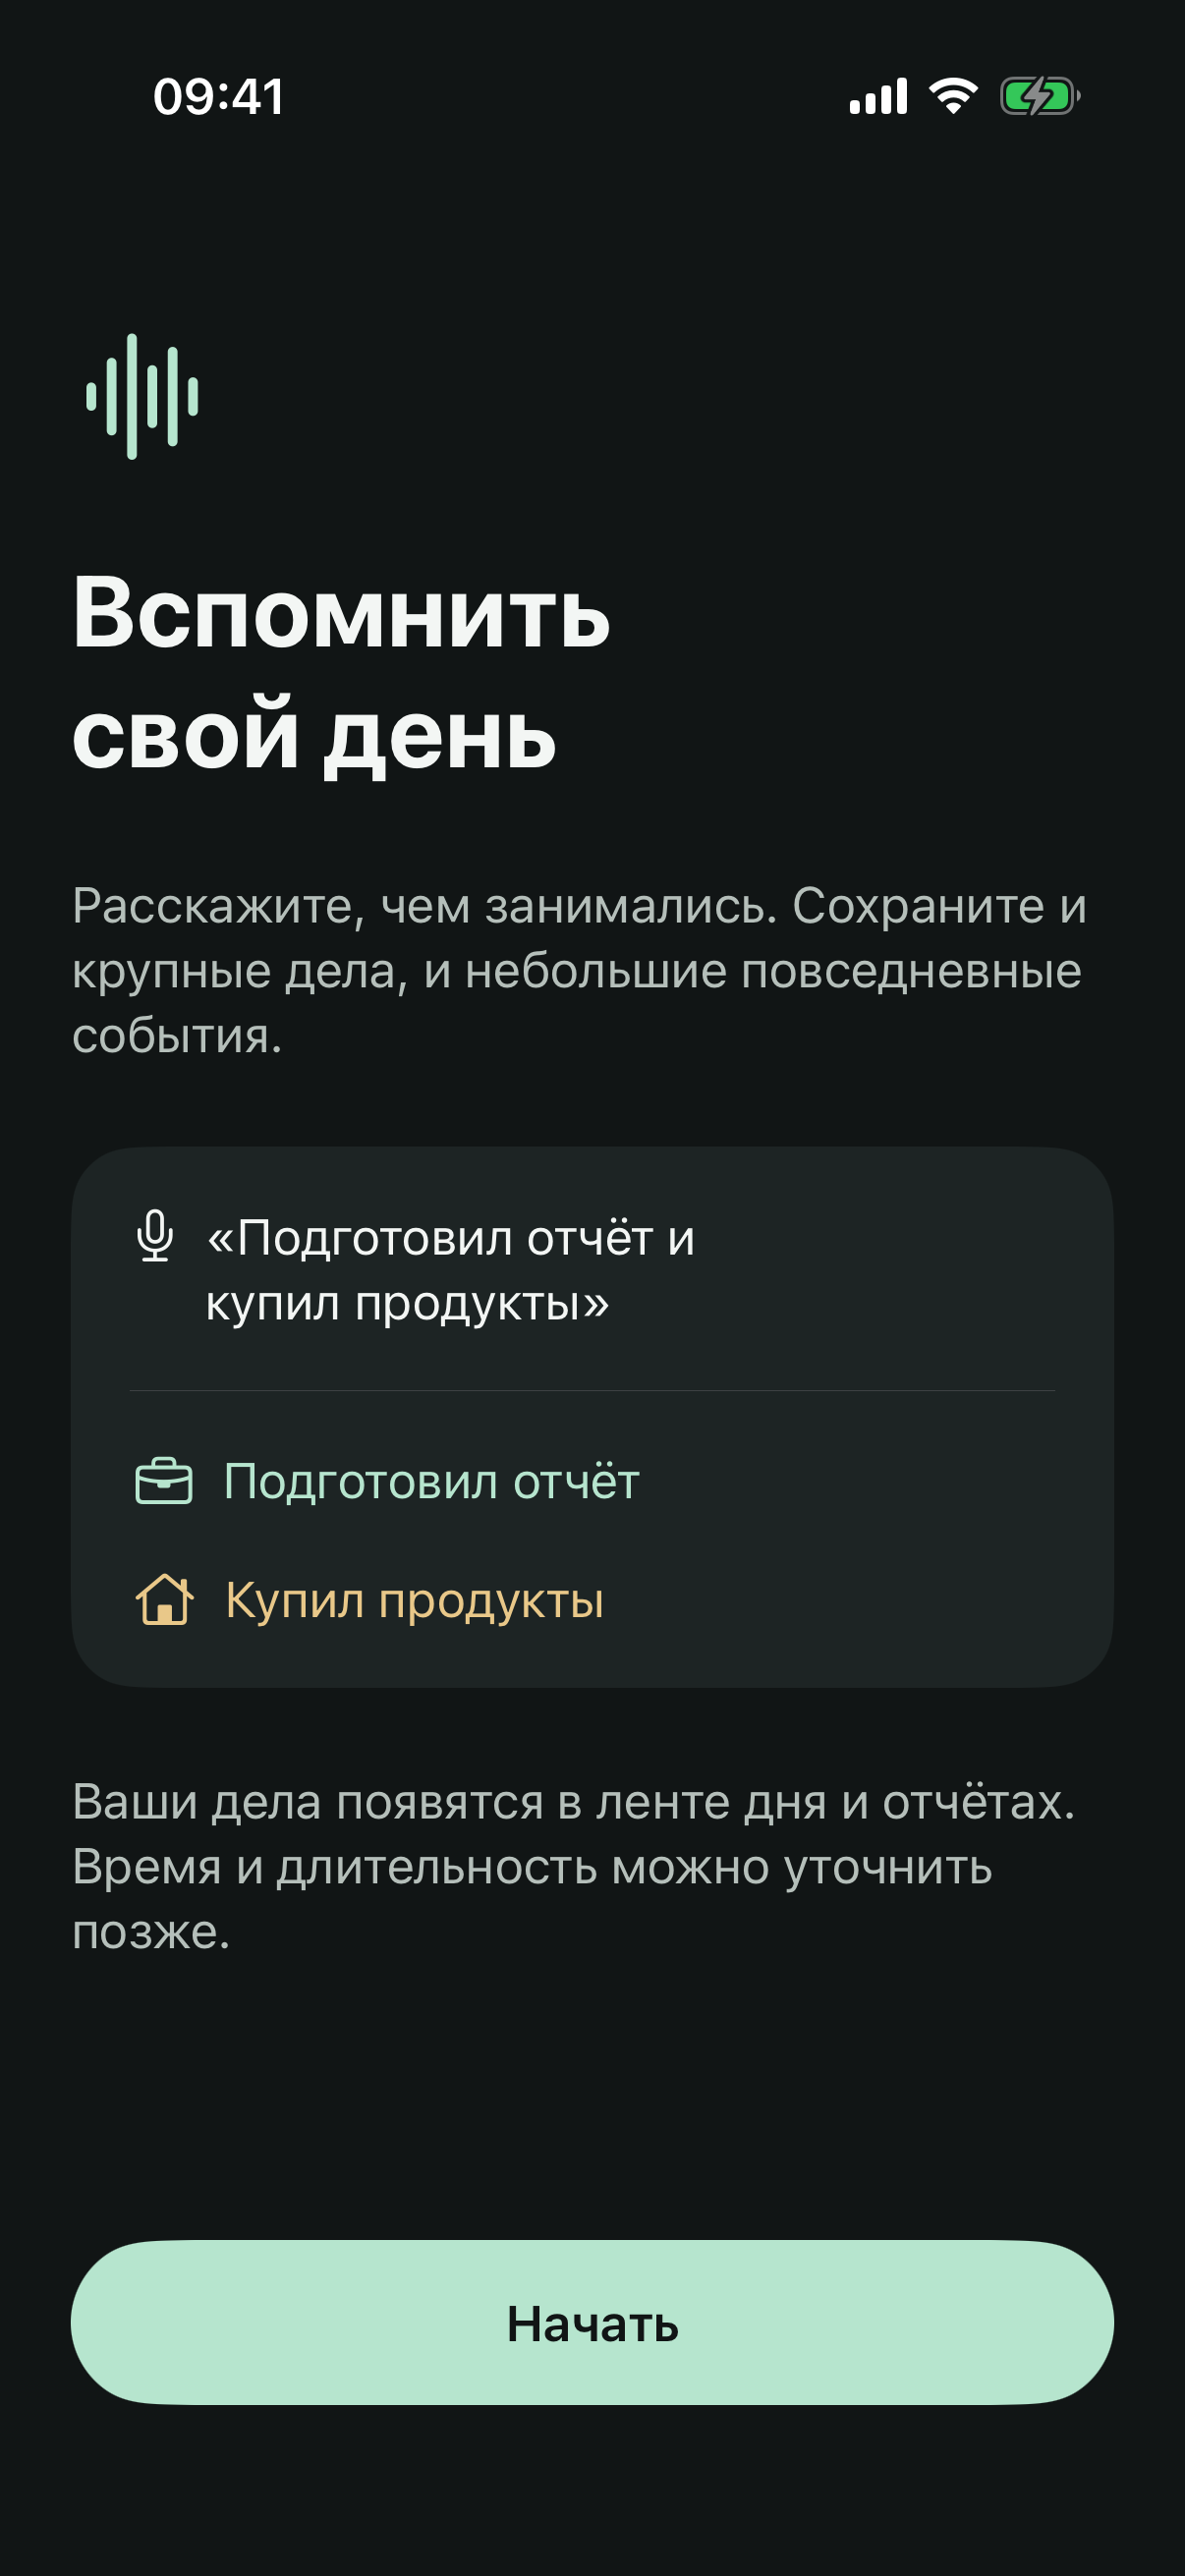 09:41
Вспомнить
свой день
Расскажите, чем занимались. Сохраните и
крупные дела, и небольшие повседневные
события.
«Подготовил отчёт и
купил продукты»
Подготовил отчёт
Купил продукты
Ваши дела появятся в ленте дня и отчётах.
Время и длительность можно уточнить
позже.
Начать